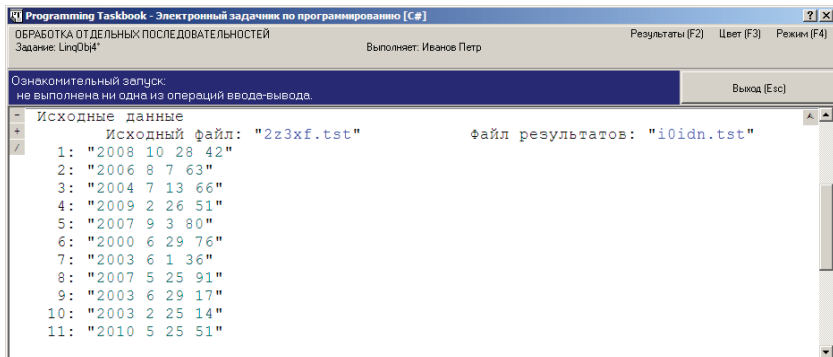 Programming Taskbook - Электронный задачник по программированию [C#]
ОБРАБОТКА ОТДЕЛЬНЫХ ПОСЛЕДОВАТЕЛЬНОСТЕЙ
Результаты (F2) Цвет (F3) Режим (F4)
Задание: LinqObj4° Выполняет: Иванов Петр
Ознакомительный запуск:
не выполнена ни одна из операций ввода-вывода.
Выход (Esc)
Исходные данные
Исходный файл: "2z3xf.tst" Файл результатов: "i0idn.tst"
1: "2008 10 28 42"
2: "2006 8 7 63"
3: "2004 7 13 66"
4: "2009 2 26 51"
5: "2007 9 3 80"
6: "2000 6 29 76"
7: "2003 6 1 36"
8: "2007 5 25 91"
9: "2003 6 29 17"
10: "2003 2 25 14"
11: "2010 5 25 51"